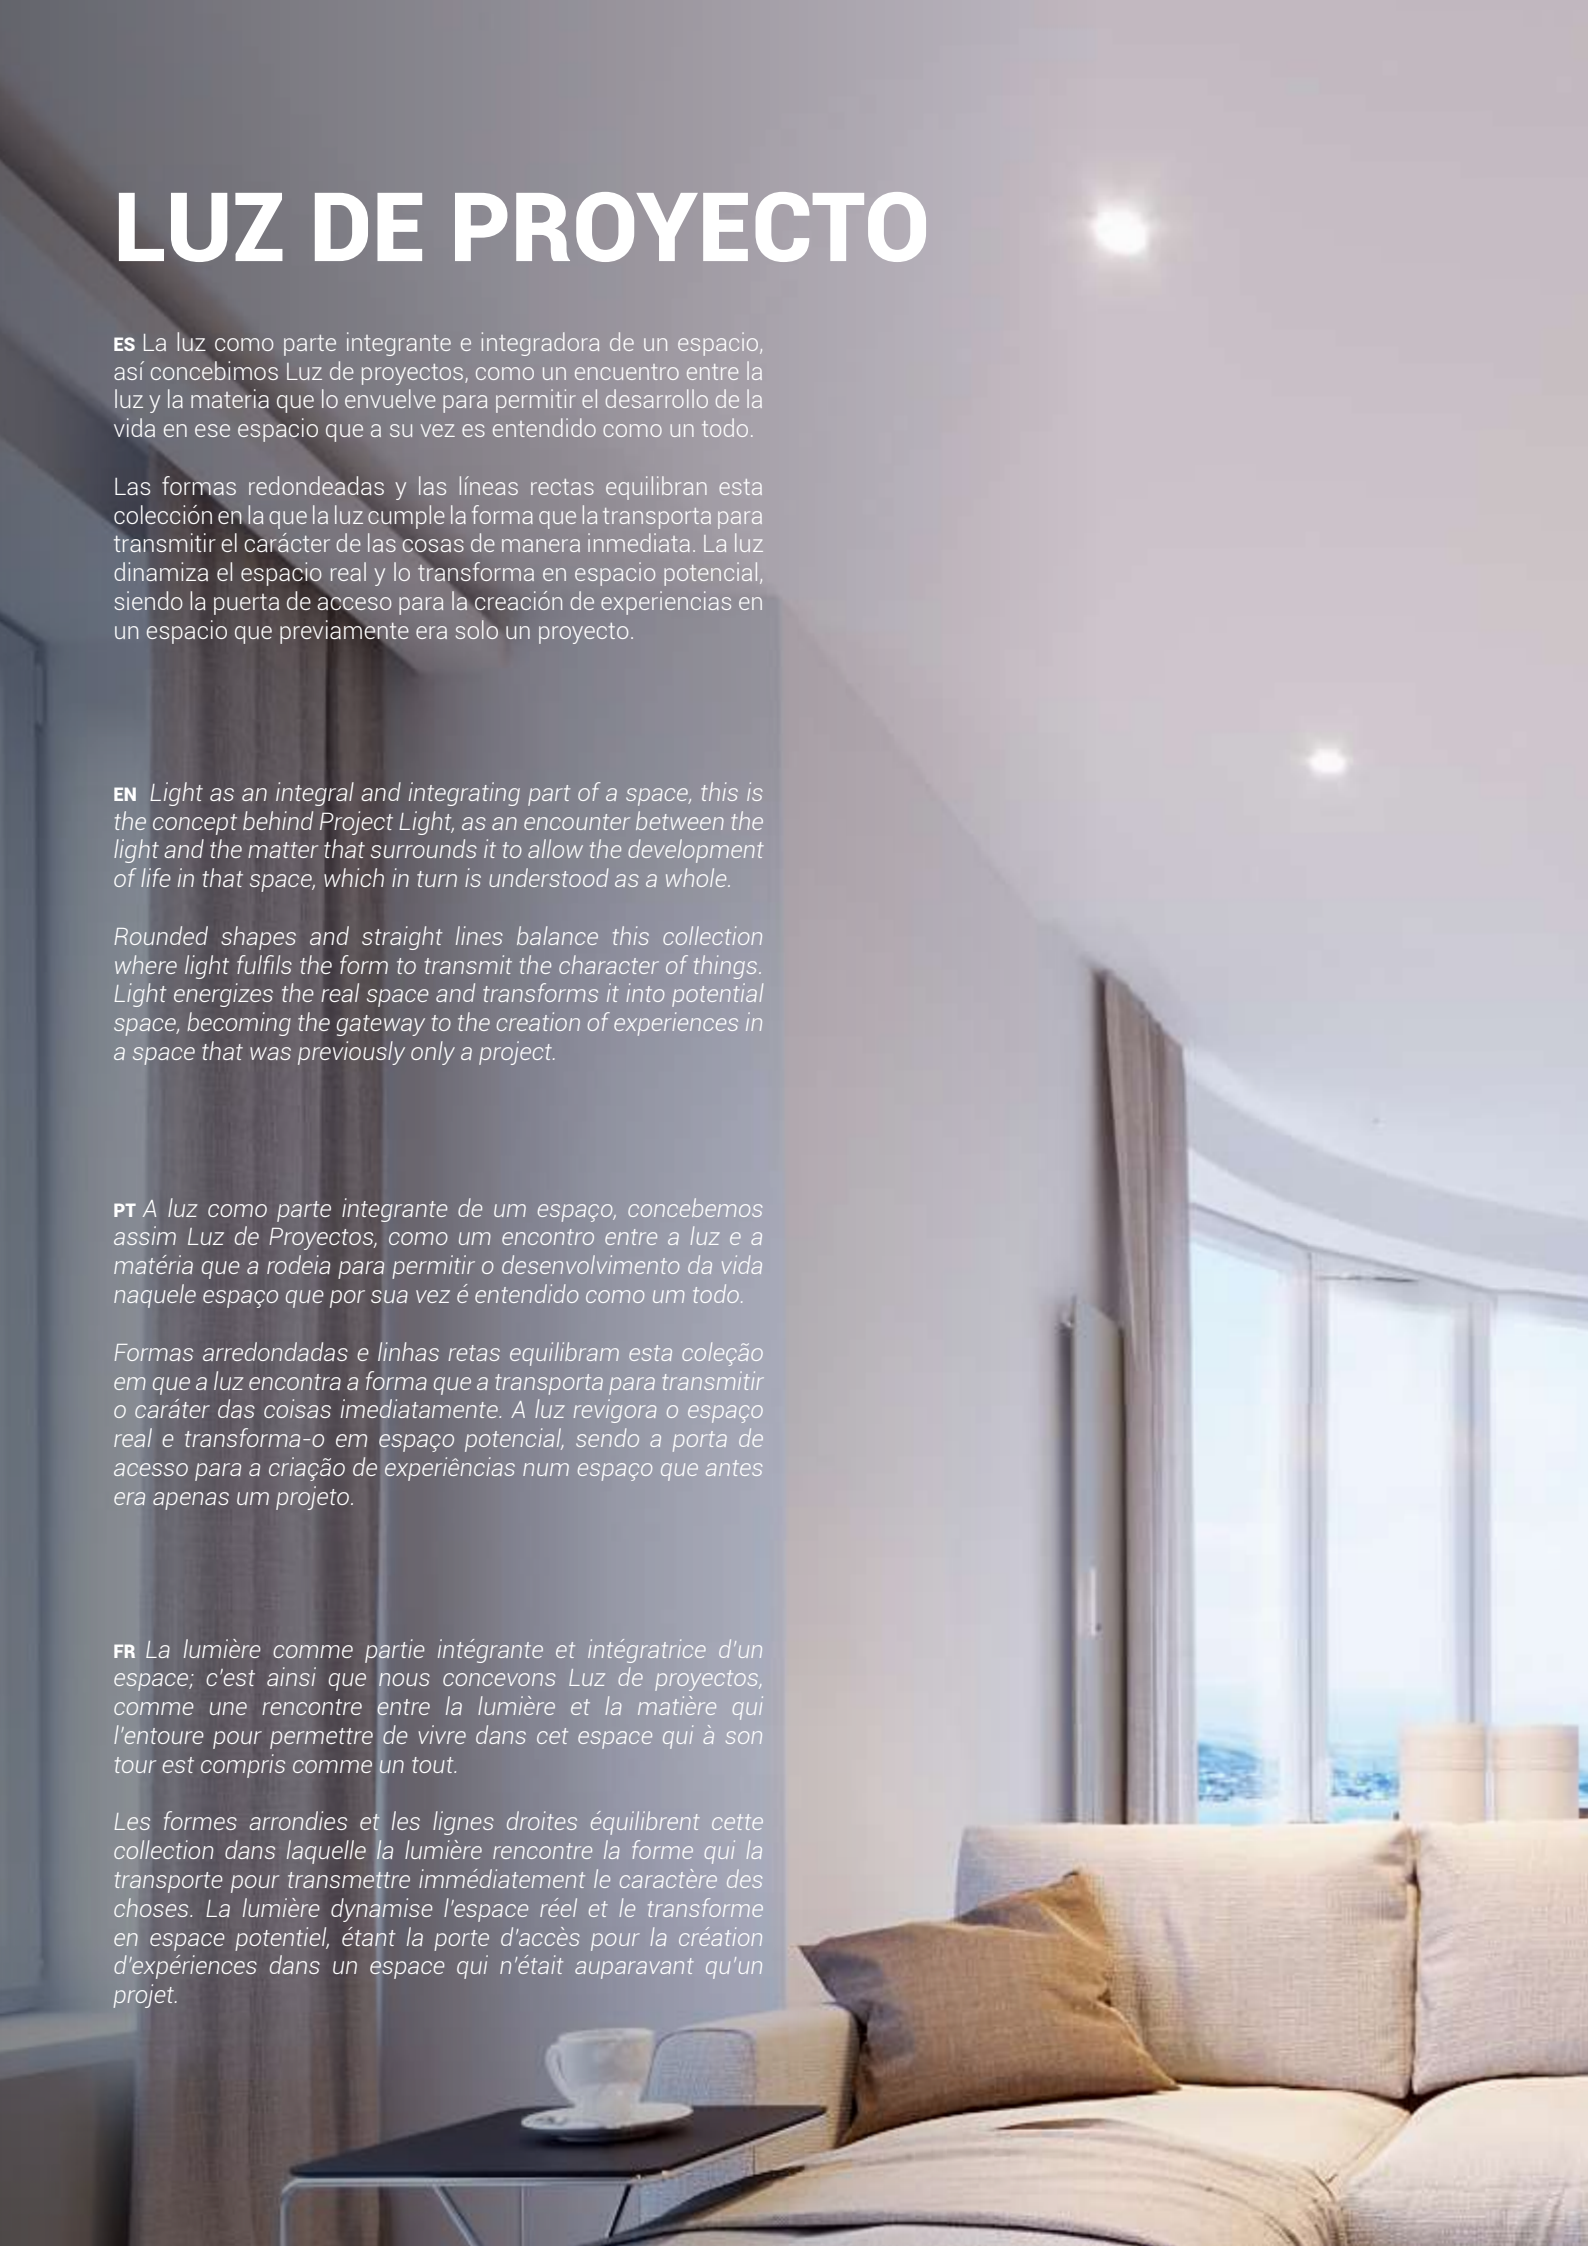 LUZ DE PROYECTO
ES La luz como parte integrante e integradora de un espacio,
así concebimos Luz de proyectos, como un encuentro entre la
luz y la materia que lo envuelve para permitir el desarrollo de la
vida en ese espacio que a su vez es entendido como un todo.
Las formas redondeadas y las líneas rectas equilibran esta
colección en la que la luz cumple la forma que la transporta para
transmitir el carácter de las cosas de manera inmediata. La luz
dinamiza el espacio real y lo transforma en espacio potencial,
siendo la puerta de acceso para la creación de experiencias en
un espacio que previamente era solo un proyecto.
EN Light as an integral and integrating part of a space, this is
the concept behind Project Light, as an encounter between the
light and the matter that surrounds it to allow the development
of life in that space, which in turn is understood as a whole.
Rounded shapes and straight lines balance this collection
where light fulfils the form to transmit the character of things.
Light energizes the real space and transforms it into potential
space, becoming the gateway to the creation of experiences in
a space that was previously only a project.
PT A luz como parte integrante de um espaço, concebemos
assim Luz de Proyectos, como um encontro entre a luz e a
matéria que a rodeia para permitir o desenvolvimento da vida
naquele espaço que por sua vez é entendido como um todo.
Formas arredondadas e linhas retas equilibram esta coleção
em que a luz encontra a forma que a transporta para transmitir
o caráter das coisas imediatamente. A luz revigora o espaço
real e transforma-o em espaço potencial, sendo a porta de
acesso para a criação de experiências num espaço que antes
era apenas um projeto.
FR La lumière comme partie intégrante et intégratrice d'un
espace; c'est ainsi que nous concevons Luz de proyectos,
comme une rencontre entre la lumière et la matière qui
l'entoure pour permettre de vivre dans cet espace qui à son
tour est compris comme un tout.
Les formes arrondies et les lignes droites équilibrent cette
collection dans laquelle la lumière rencontre la forme qui la
transporte pour transmettre immédiatement le caractère des
choses. La lumière dynamise l'espace réel et le transforme
en espace potentiel, étant la porte d'accès pour la création
d'expériences dans un espace qui n'était auparavant qu'un
projet.